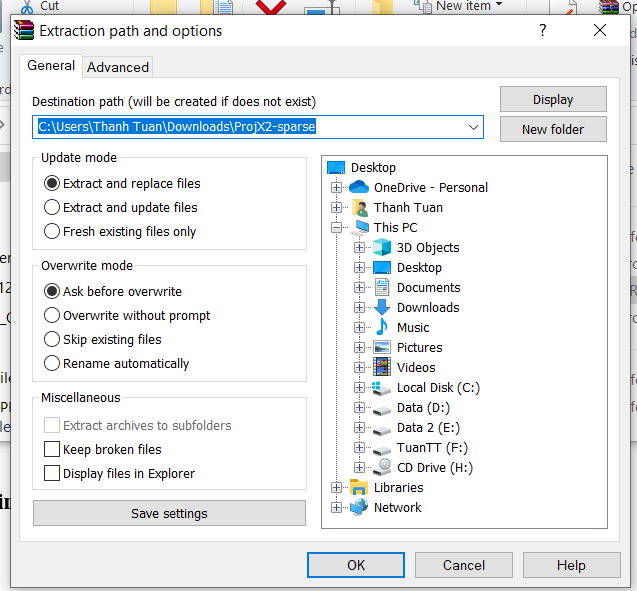 Cut
New item
Extraction path and options
General
Advanced
Destination path (will be created if does not exist)
C:\Users\Thanh Tuan\Downloads\ProjX2-sparse
Display
New folder
Update mode
Extract and replace files
Extract and update files
Fresh existing files only
Overwrite mode
Ask before overwrite
Overwrite without prompt
Skip existing files
Rename automatically
Miscellaneous
Extract archives to subfolders
Keep broken files
Display files in Explorer
Save settings
Desktop
OneDrive - Personal
Thanh Tuan
This PC
3D Objects
Desktop
Documents
Downloads
Music
Pictures
Videos
Local Disk (C:)
Data (D:)
Data 2 (E:)
TuanTT (F:)
CD Drive (H:)
Libraries
Network
OK
Cancel
Help